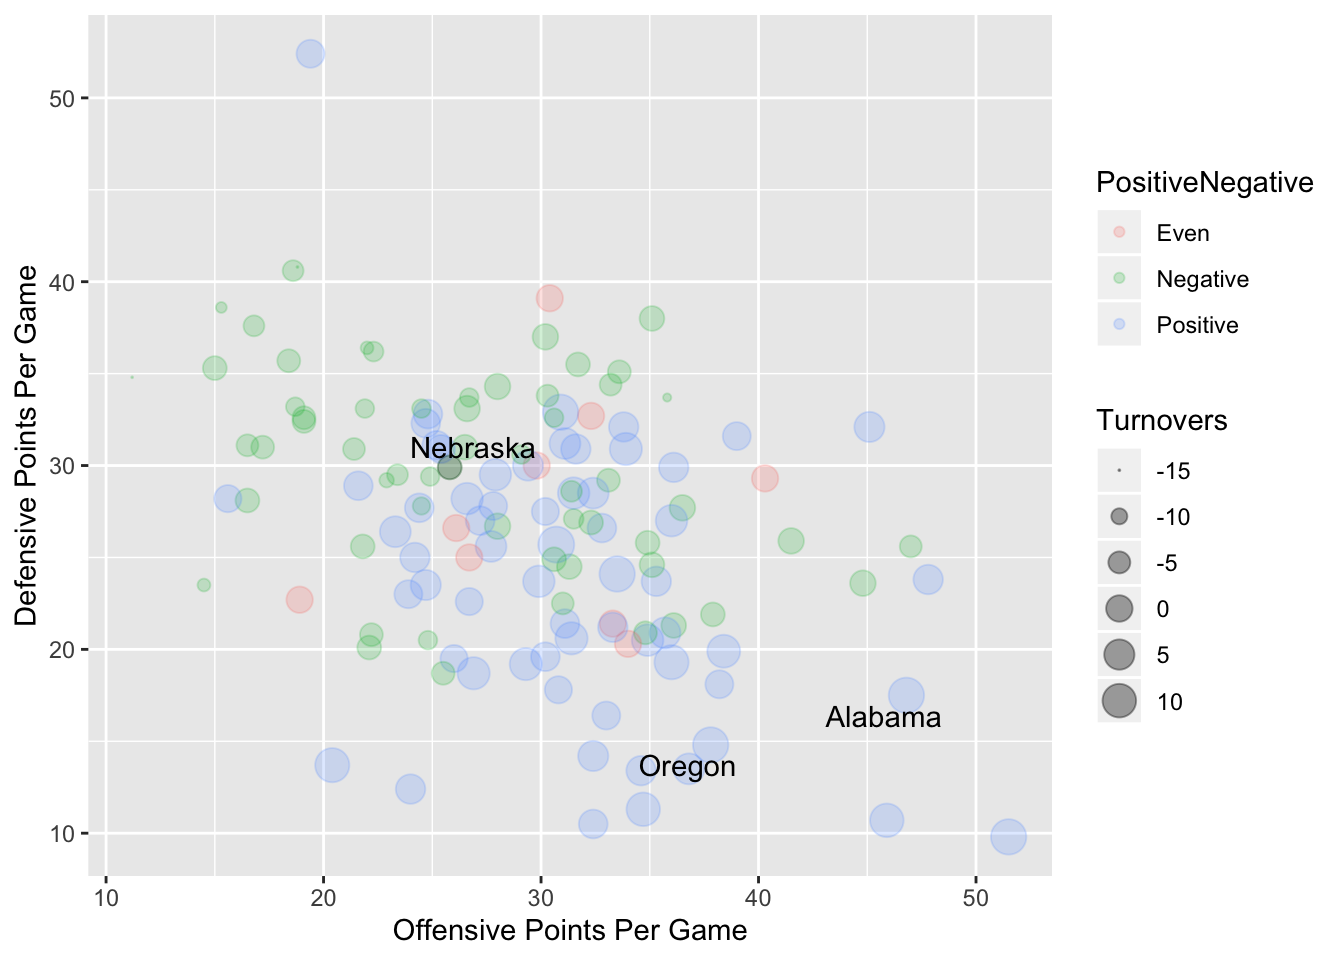 50
40
30
20
10
Defensive Points Per Game
Nebraska
Alabama
Oregon
10
20
30
40
50
Offensive Points Per Game
PositiveNegative
Even
Negative
Positive
Turnovers
-15
-10
-5
0
5
10